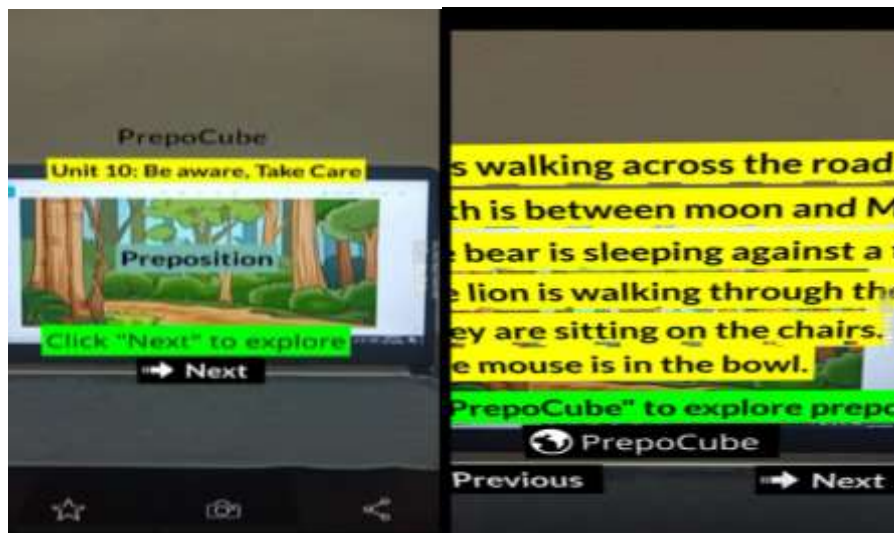 PrepoCube
Unit 10: Be aware, Take Care
Preposition
Click "Next" to explore
Next
s walking across the road
th is between moon and M
e bear is sleeping against a
e lion is walking through the
ey are sitting on the chairs.
e mouse is in the bowl.
PrepoCube" to explore prepo
PrepoCube
Previous
Next